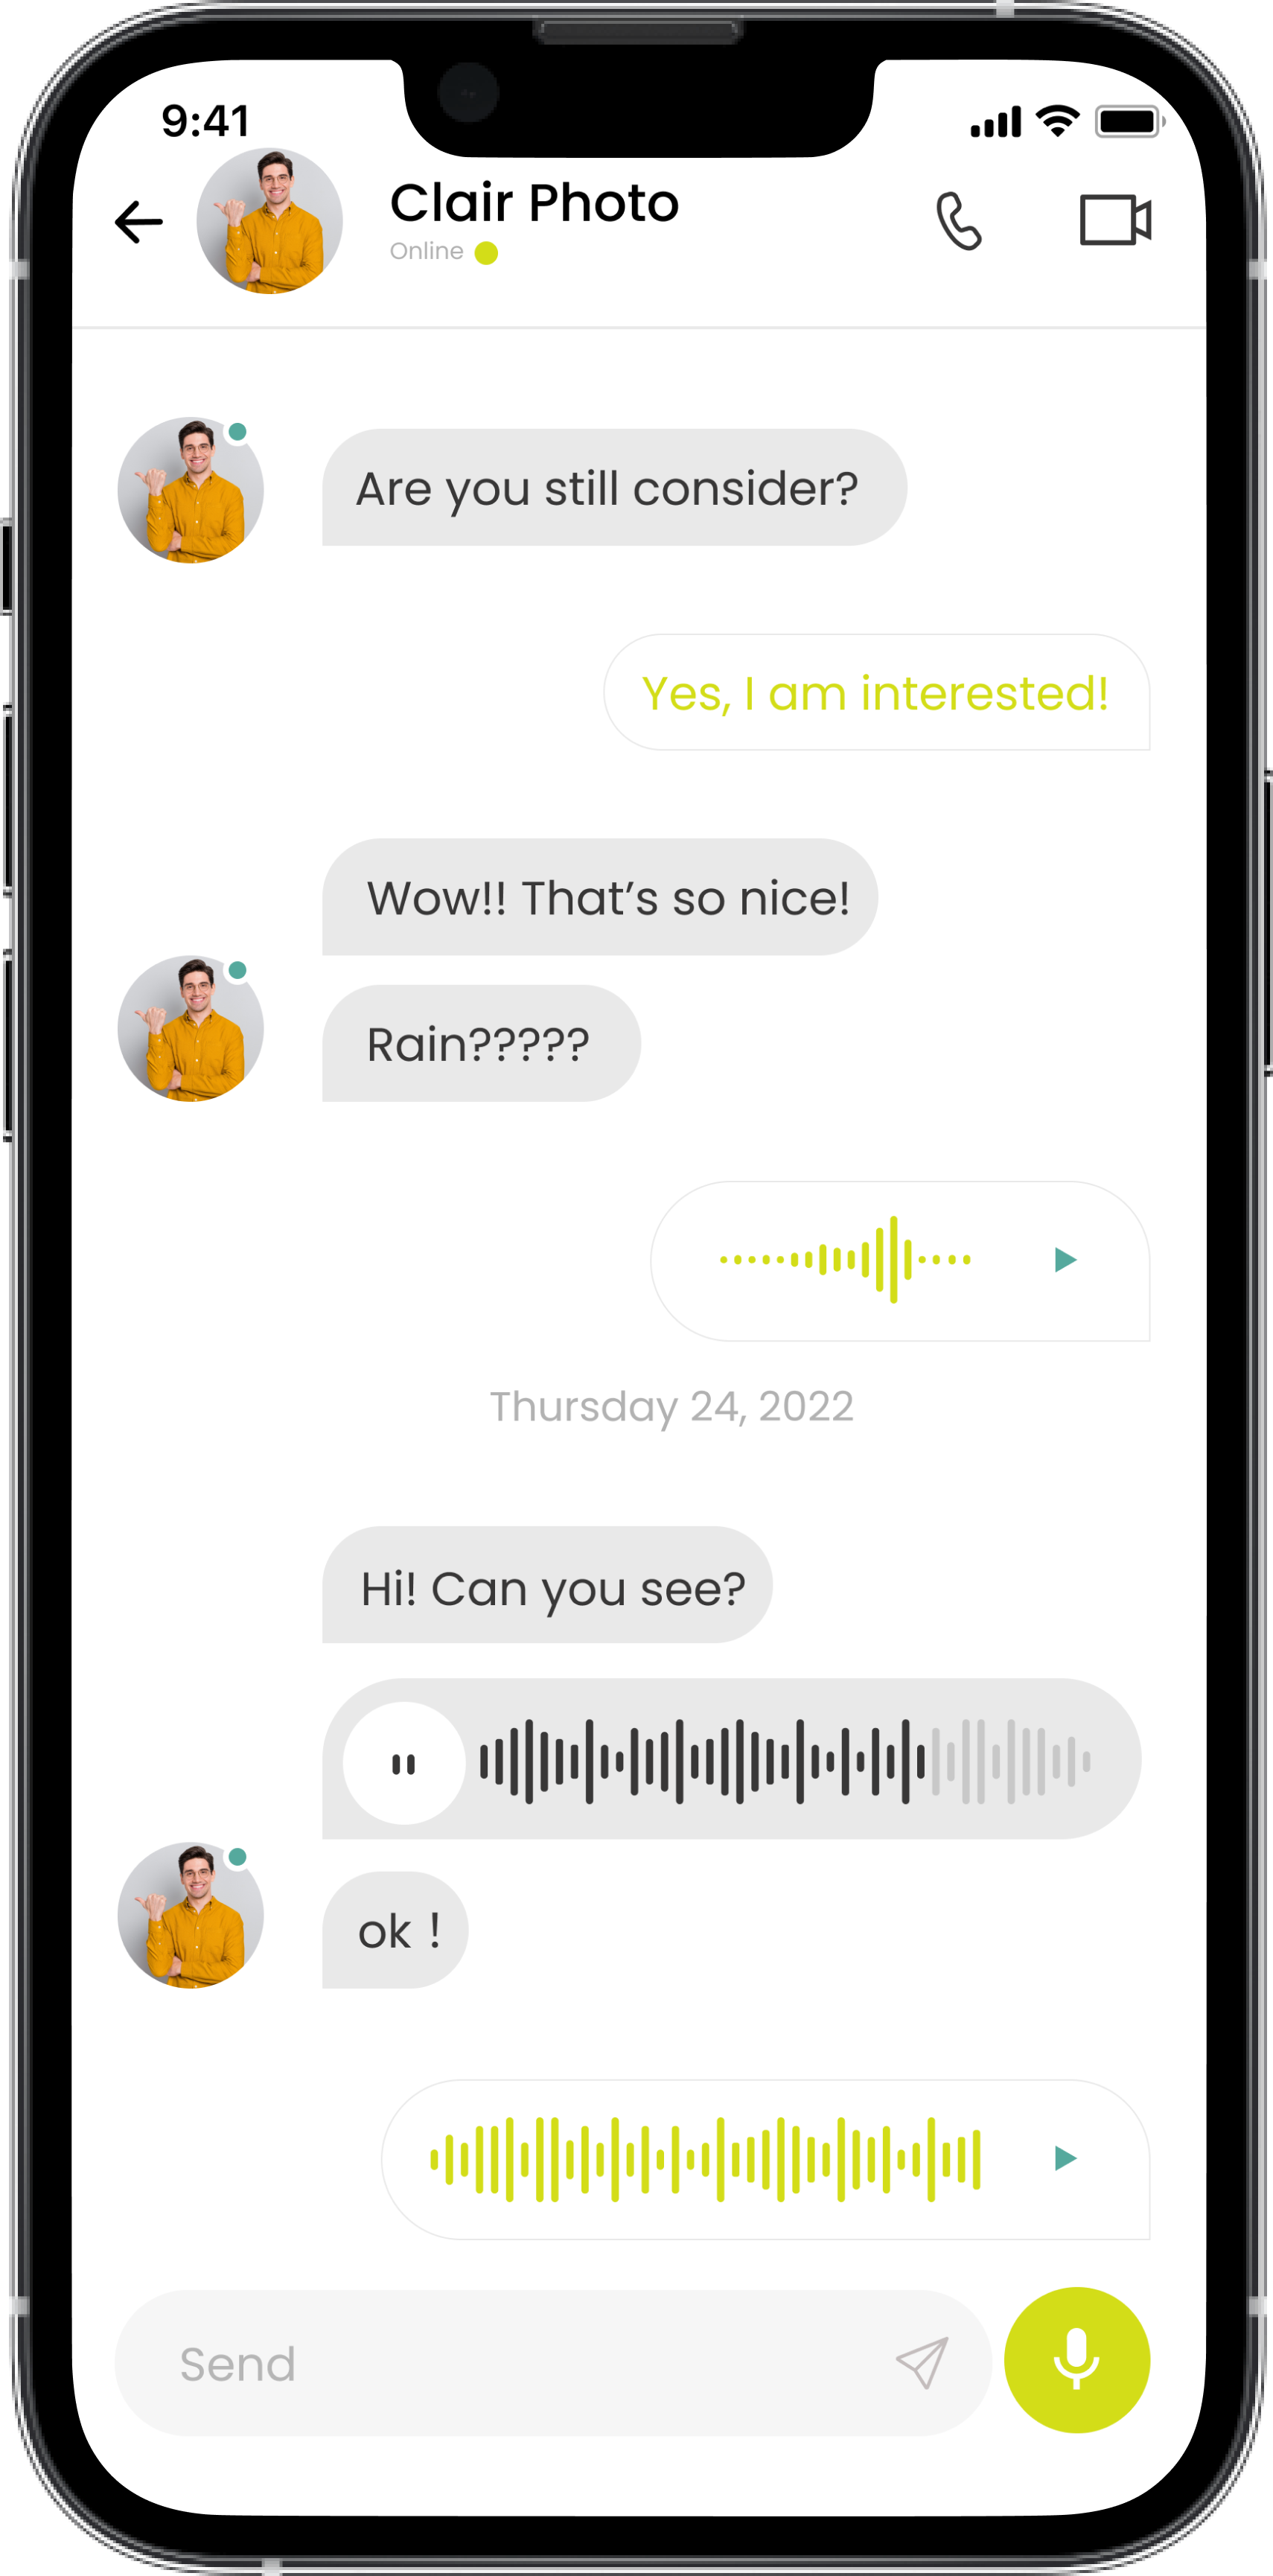 9:41
Clair Photo
Online
Are you still consider?
Yes, I am interested!
Wow!! That’s so nice!
Rain?????
Thursday 24, 2022
Hi! Can you see?
ok !
Send